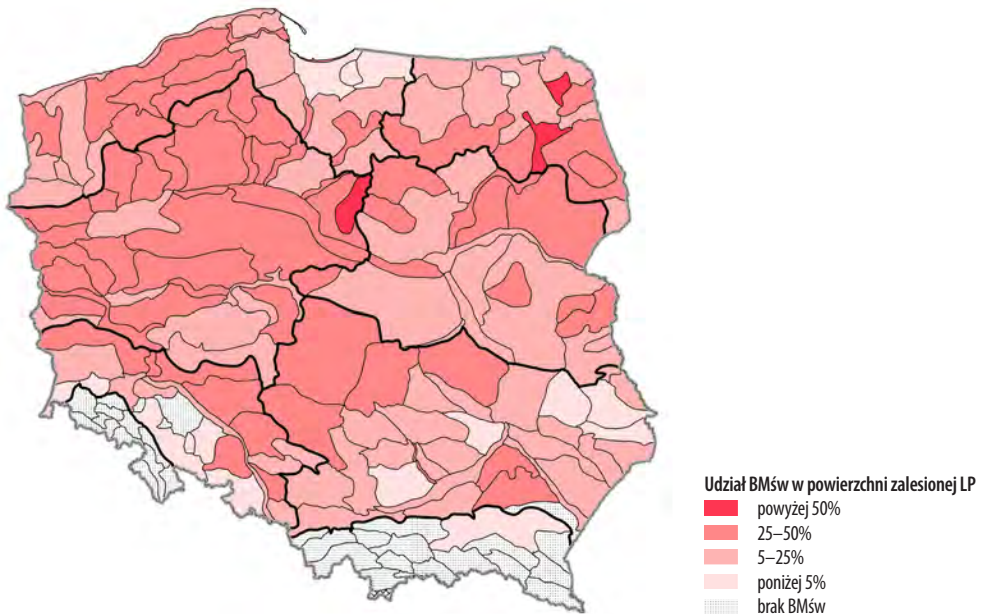 Udział BMśw w powierzchni zalesionej LP
powyżej 50%
25–50%
5–25%
poniżej 5%
brak BMśw